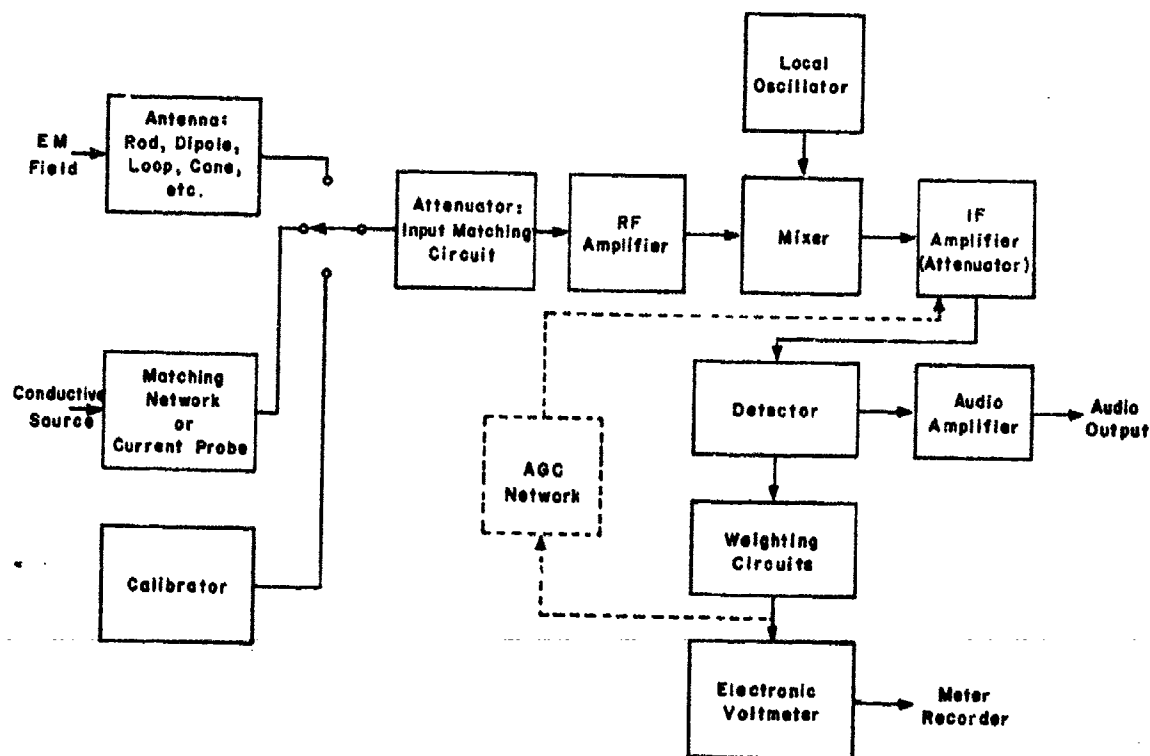 Local
Oscillator
EM
Field
Antenna:
Rod, Dipole,
Loop, Cone,
etc.
Attenuator:
Input Matching
Circuit
RF
Amplifier
Mixer
IF
Amplifier
(Attenuator)
Conductive
Source
Matching
Network
or
Current Probe
AGC
Network
Detector
Audio
Amplifier
Audio
Output
Calibrator
Weighting
Circuits
Electronic
Voltmeter
Meter
Recorder